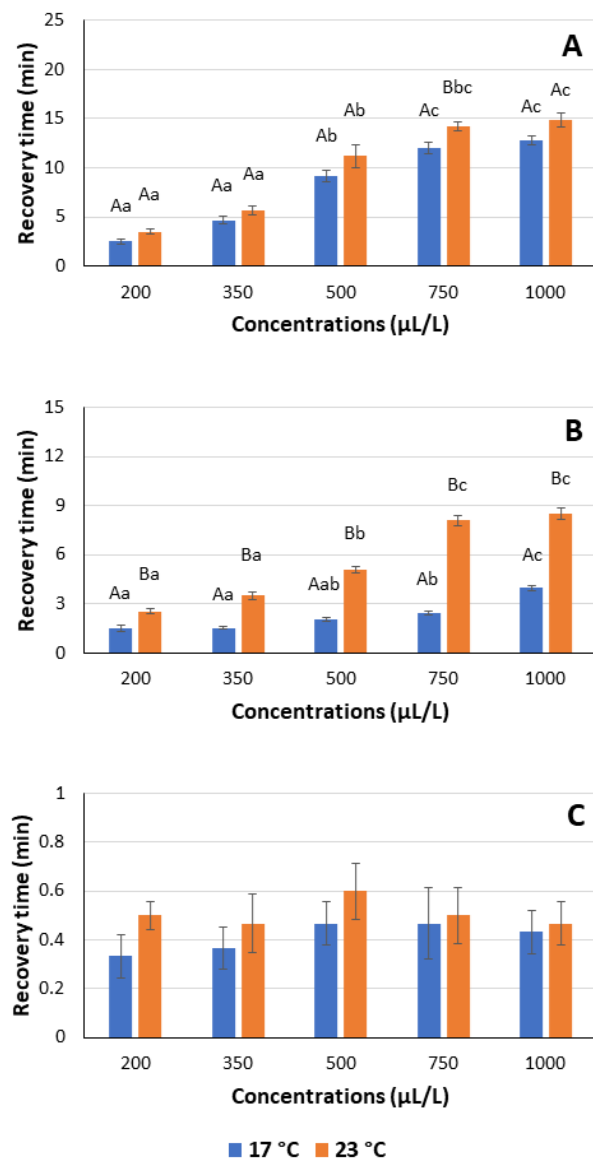 A
Recovery time (min)
25
20
15
10
5
0
Aa Aa Aa Aa Ab Ab Ac Bbc Ac Ac
200 350 500 750 1000
Concentrations (µL/L)
B
Recovery time (min)
15
12
9
6
3
0
Aa Ba Aa Ba Aab Bb Ab Bc Ac Bc
200 350 500 750 1000
Concentrations (µL/L)
C
Recovery time (min)
1
0.8
0.6
0.4
0.2
0
200 350 500 750 1000
Concentrations (µL/L)
17 °C 23 °C